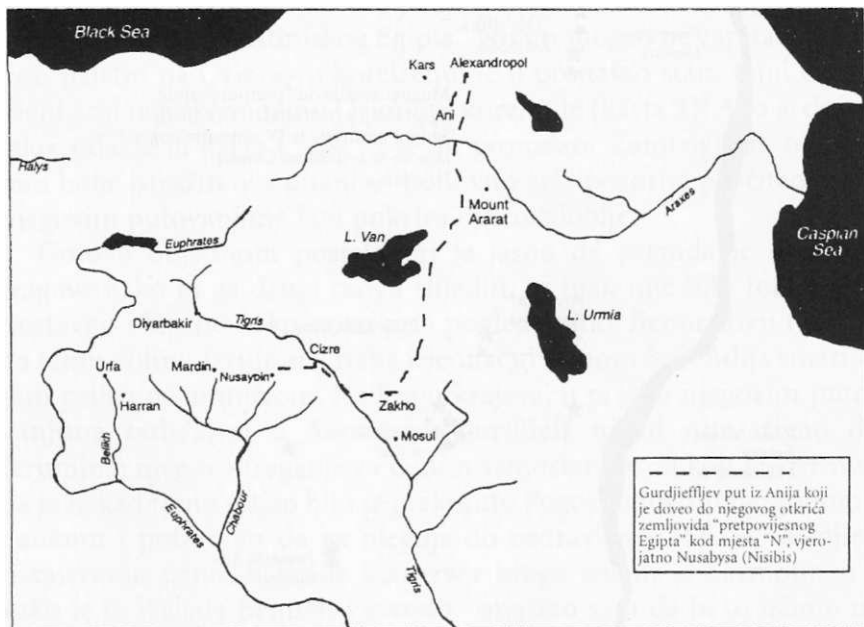 Black Sea
Kars Alexandropol
Ani
Halys
Mount
Ararat
Araxes
Caspian
Sea
Euphrates
L. Van
L. Urmia
Diyarbakir
Tigris
Cizre
Urfa
Mardin
Nusaybin
Harran
Zakho
Belikh
Mosul
Euphrates
Chabour
Tigris
Gurdjieffljev put iz Anija koji
je doveo do njegovog otkrića
zemljovida "pretpovijesnog
Egipta" kod mjesta "N", vjero-
jatno Nusabysa (Nisibis)